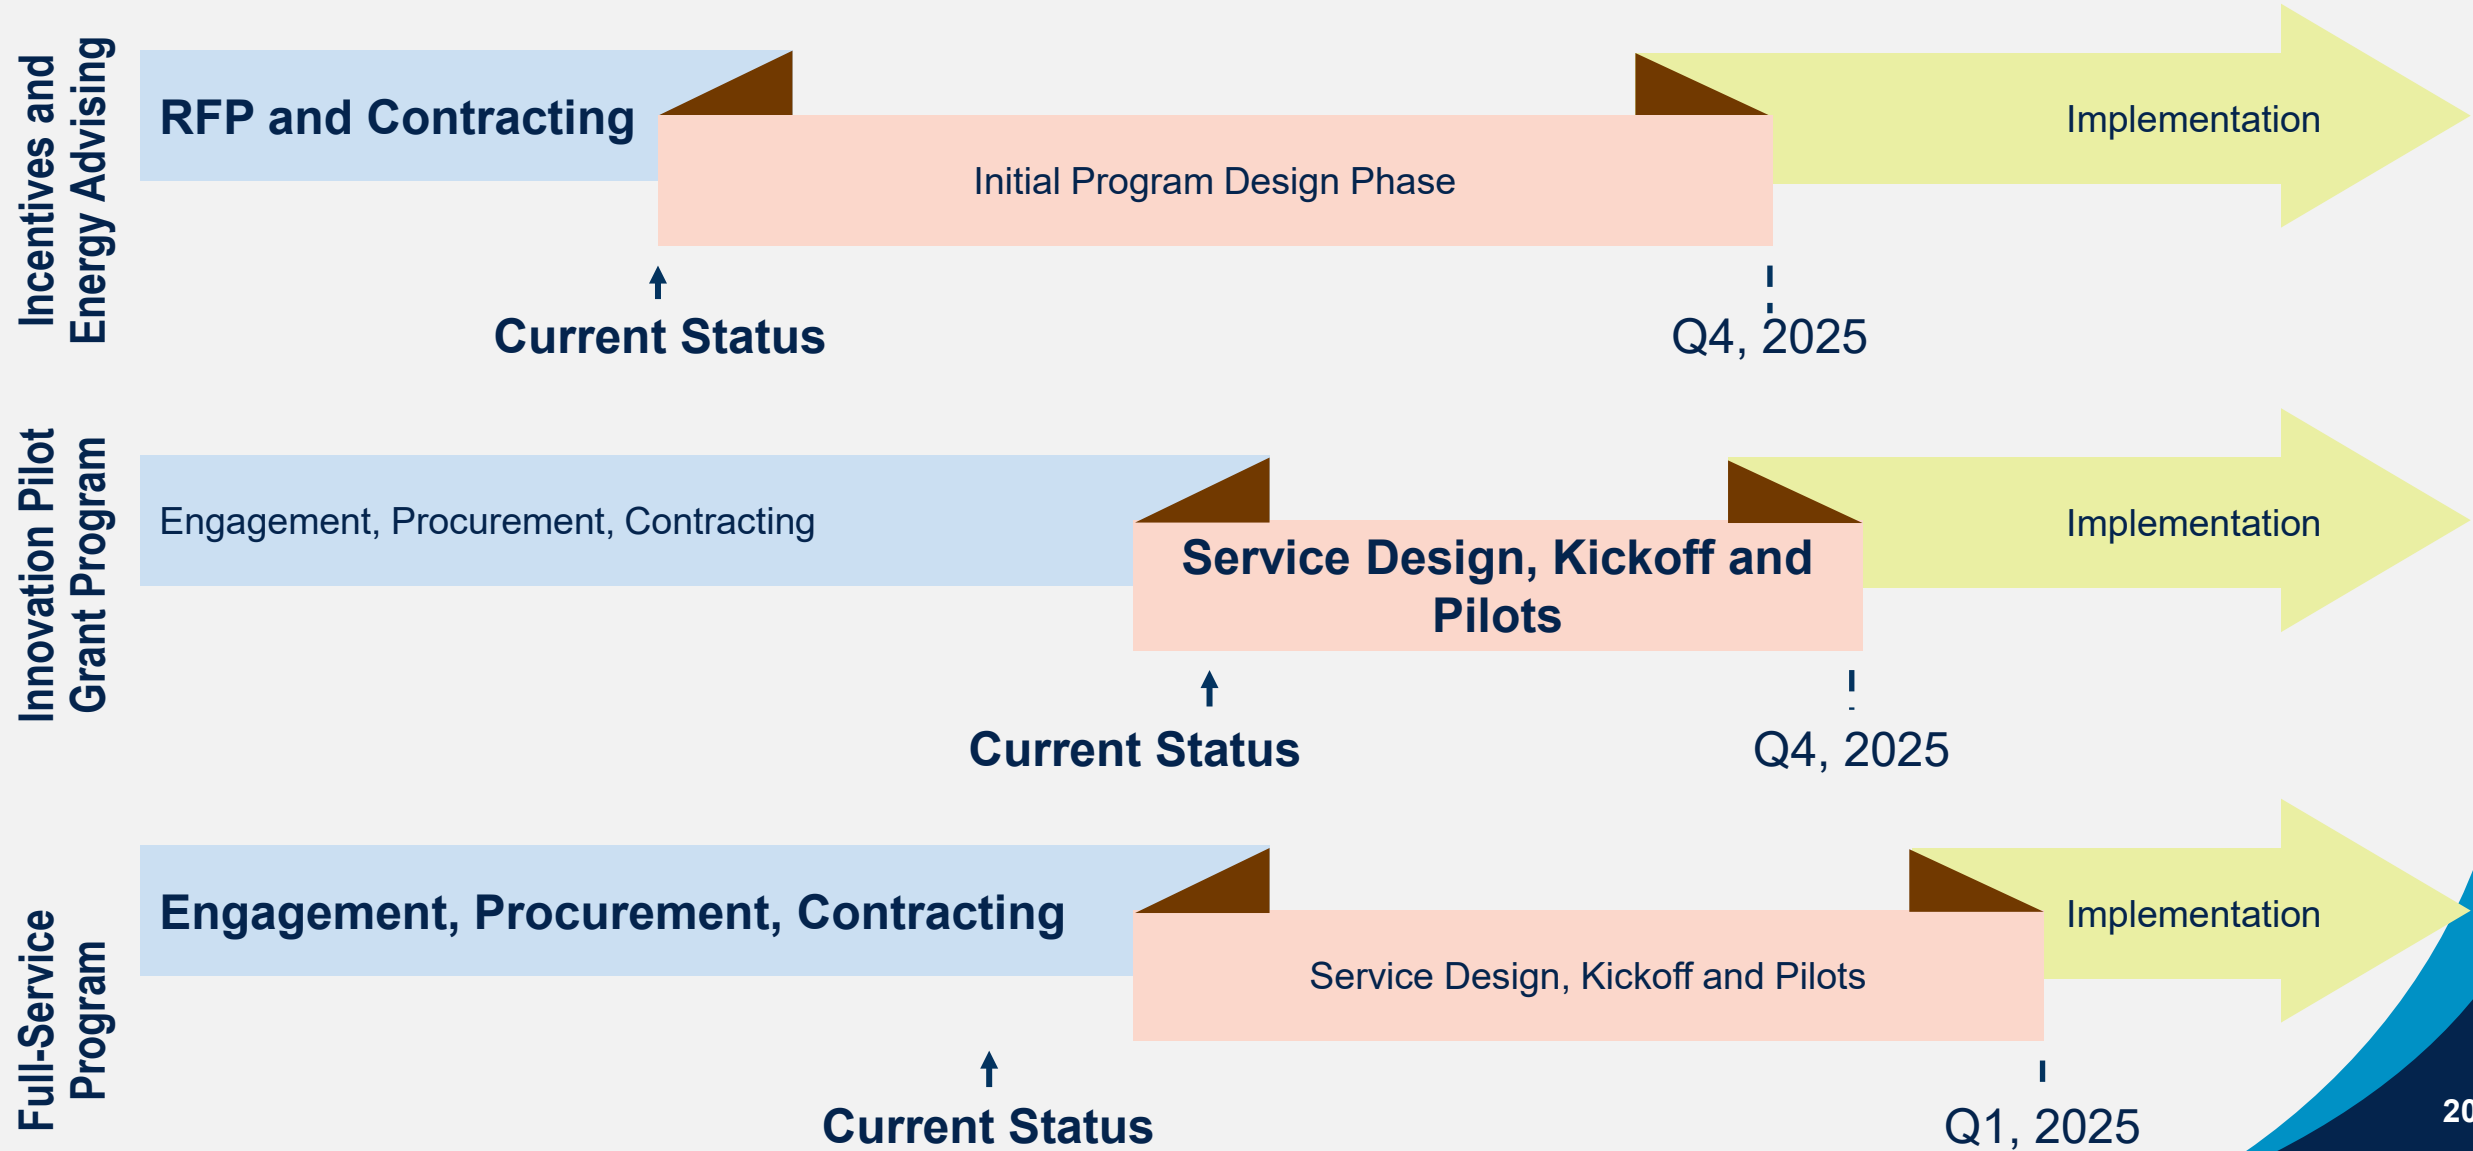 Incentives and
Energy Advising
RFP and Contracting
Initial Program Design Phase
Implementation
Current Status
Q4, 2025
Innovation Pilot
Grant Program
Engagement, Procurement, Contracting
Service Design, Kickoff and
Pilots
Implementation
Current Status
Q4, 2025
Full-Service
Program
Engagement, Procurement, Contracting
Service Design, Kickoff and Pilots
Implementation
Current Status
Q1, 2025
20